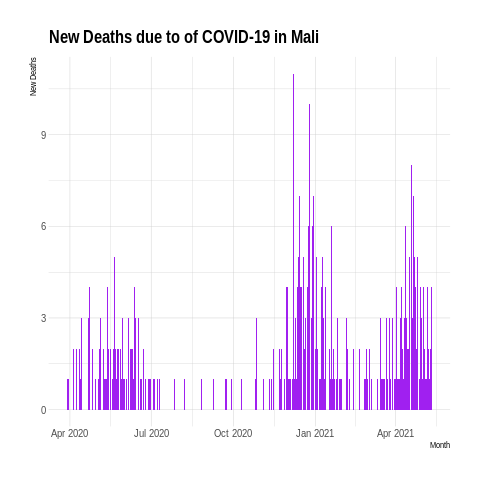 New Deaths due to of COVID-19 in Mali
New Deaths
9
6
3
0
Apr 2020 Jul 2020 Oct 2020 Jan 2021 Apr 2021
Month